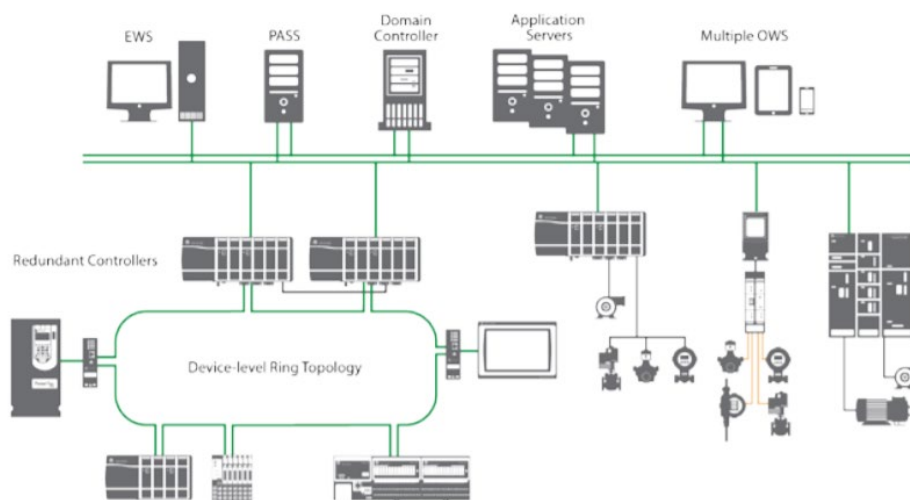 EWS
PASS
Domain
Controller
Application
Servers
Multiple OWS
Redundant Controllers
Device-level Ring Topology